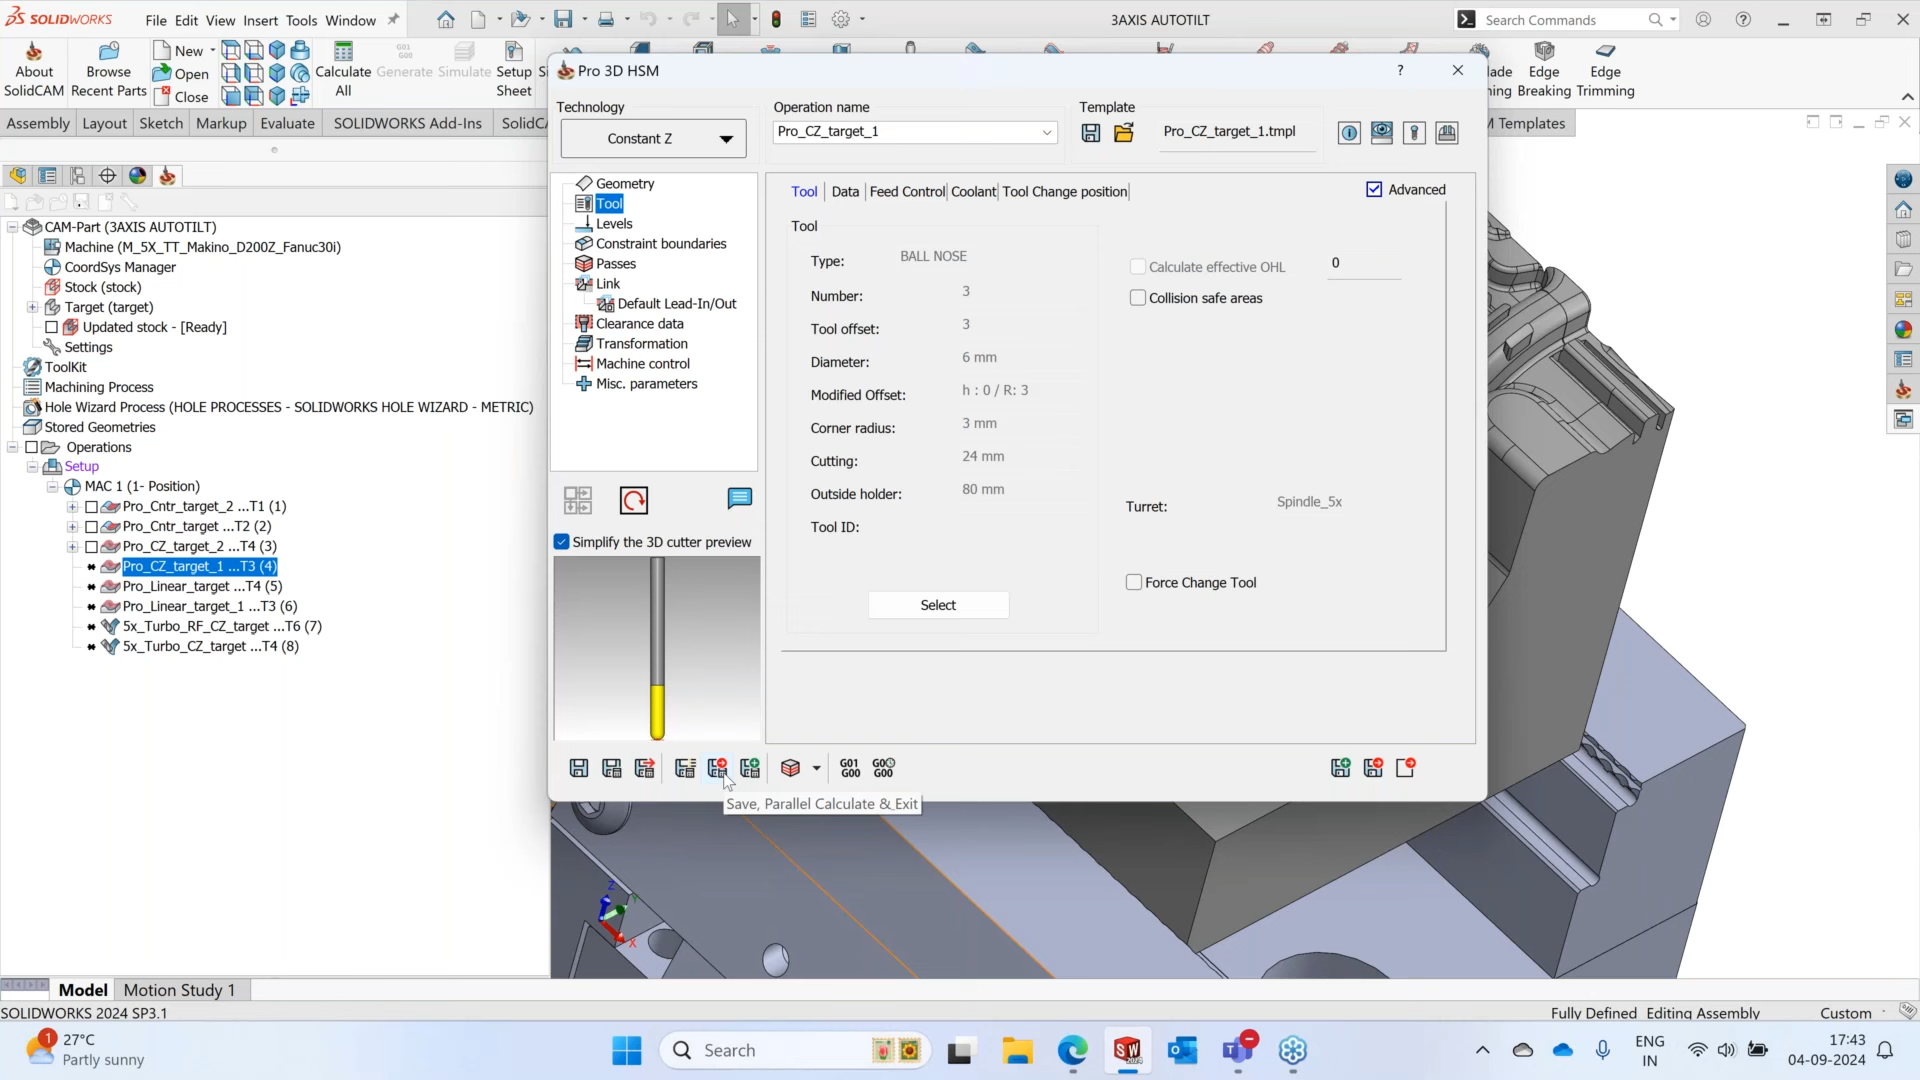 SOLIDWORKS File Edit View Insert Tools Window 3AXIS AUTOTILT Search Commands
About SolidCAM
Browse Recent Parts
New
Open
Close
Calculate All
G01 G00
Generate
Simulate
Setup Sheet
Edge Breaking
Edge Trimming
Assembly Layout Sketch Markup Evaluate SOLIDWORKS Add-Ins
Templates
CAM-Part (3AXIS AUTOTILT)
Machine (M_5X_TT_Makino_D200Z_Fanuc30i)
CoordSys Manager
Stock (stock)
Target (target)
Updated stock - [Ready]
Settings
ToolKit
Machining Process
Hole Wizard Process (HOLE PROCESSES - SOLIDWORKS HOLE WIZARD - METRIC)
Stored Geometries
Operations
Setup
MAC 1 (1- Position)
Pro_Cntr_target_2 ...T1 (1)
Pro_Cntr_target ...T2 (2)
Pro_CZ_target_2 ...T4 (3)
Pro_CZ_target_1 ...T3 (4)
Pro_Linear_target ...T4 (5)
Pro_Linear_target_1 ...T3 (6)
5x_Turbo_RF_CZ_target ...T6 (7)
5x_Turbo_CZ_target ...T4 (8)
Pro 3D HSM ?
Technology
Constant Z
Operation name
Pro_CZ_target_1
Template
Pro_CZ_target_1.tmpl
Geometry
Tool
Levels
Constraint boundaries
Passes
Link
Default Lead-In/Out
Clearance data
Transformation
Machine control
Misc. parameters
Simplify the 3D cutter preview
Tool Data Feed Control Coolant Tool Change position Advanced
Tool
Type: BALL NOSE
Number: 3
Tool offset: 3
Diameter: 6 mm
Modified Offset: h : 0 / R: 3
Corner radius: 3 mm
Cutting: 24 mm
Outside holder: 80 mm
Tool ID:
Select
Calculate effective OHL 0
Collision safe areas
Turret: Spindle_5x
Force Change Tool
G01 G00
Save, Parallel Calculate & Exit
Z
Y
X
Model Motion Study 1
SOLIDWORKS 2024 SP3.1 Fully Defined Editing Assembly Custom
1
27°C
Partly sunny
Search
SW
2024
ENG
IN
17:43
04-09-2024